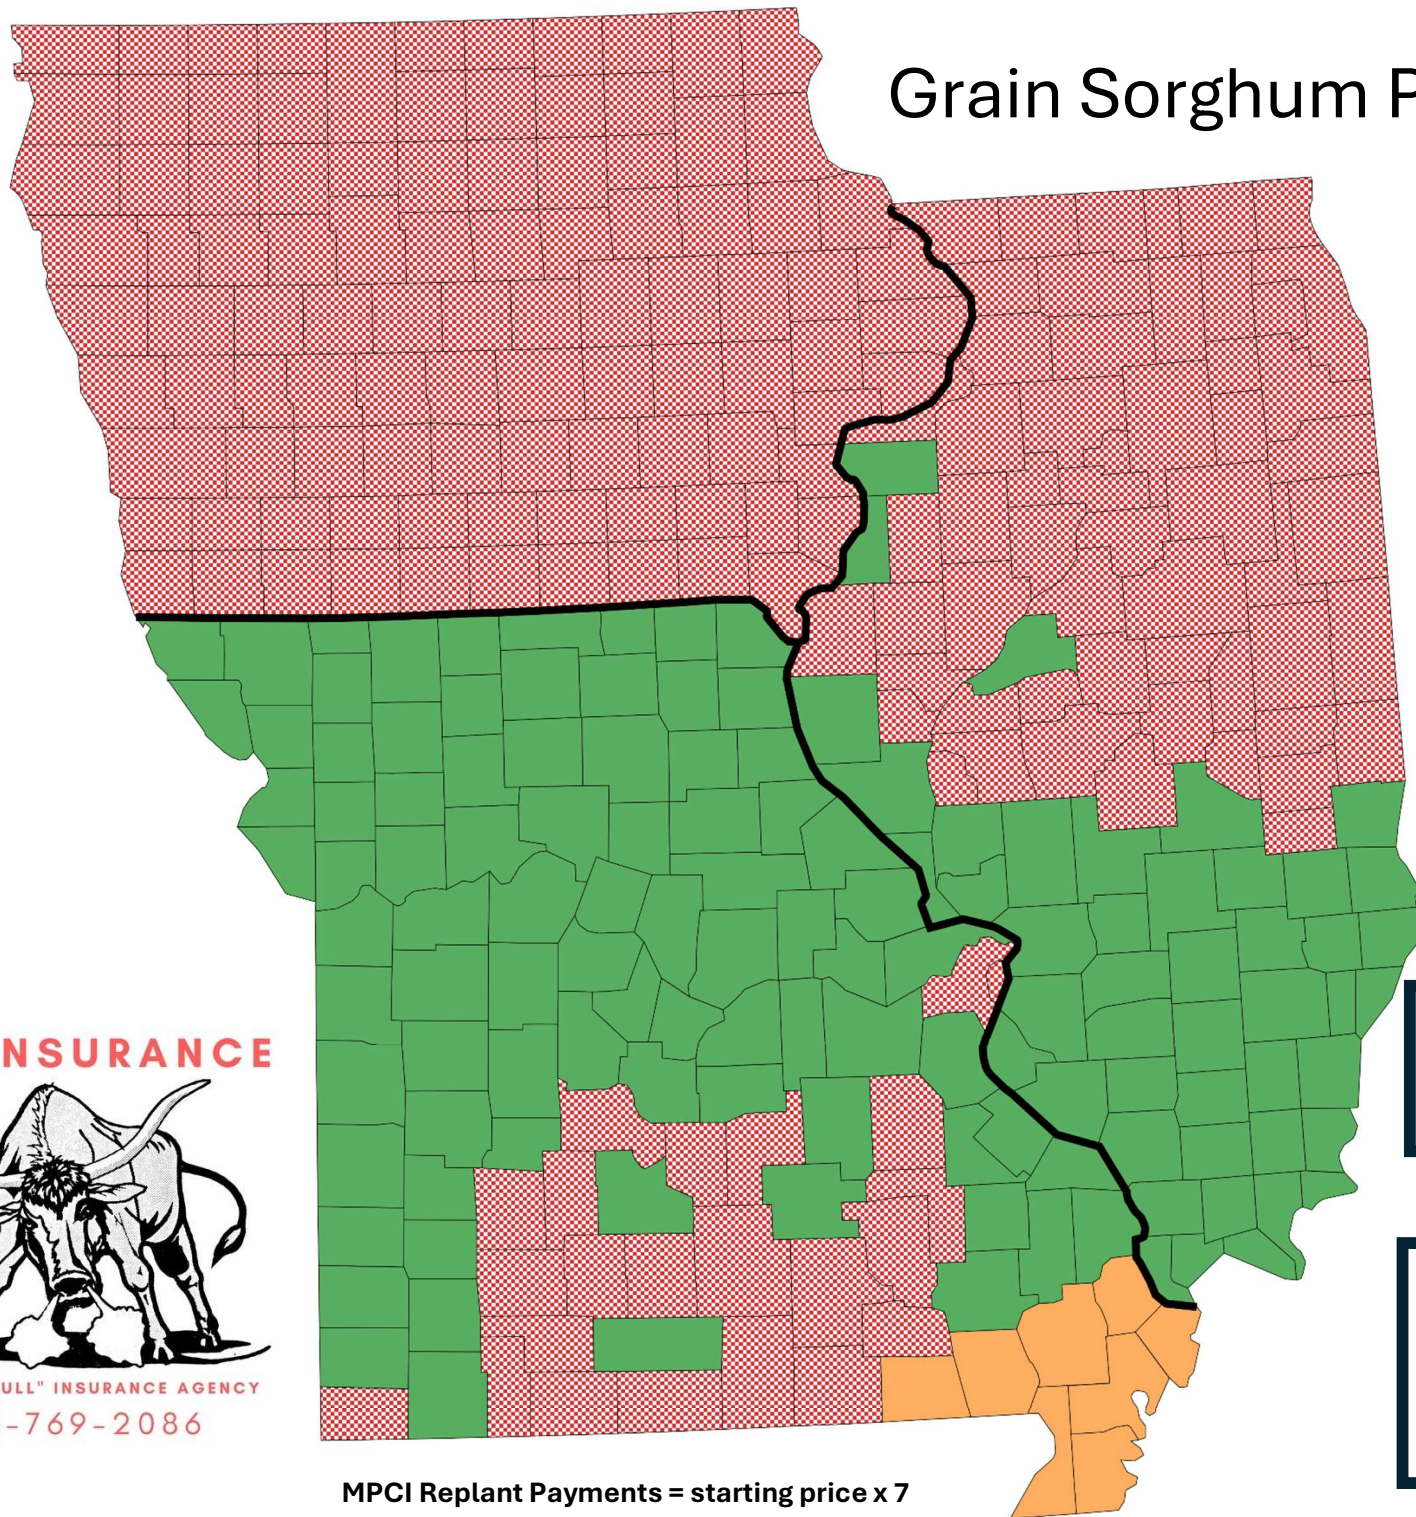 Grain Sorghum P
NSURANCE
ULL" INSURANCE AGENCY
-769-2086
MPCI Replant Payments = starting price x 7